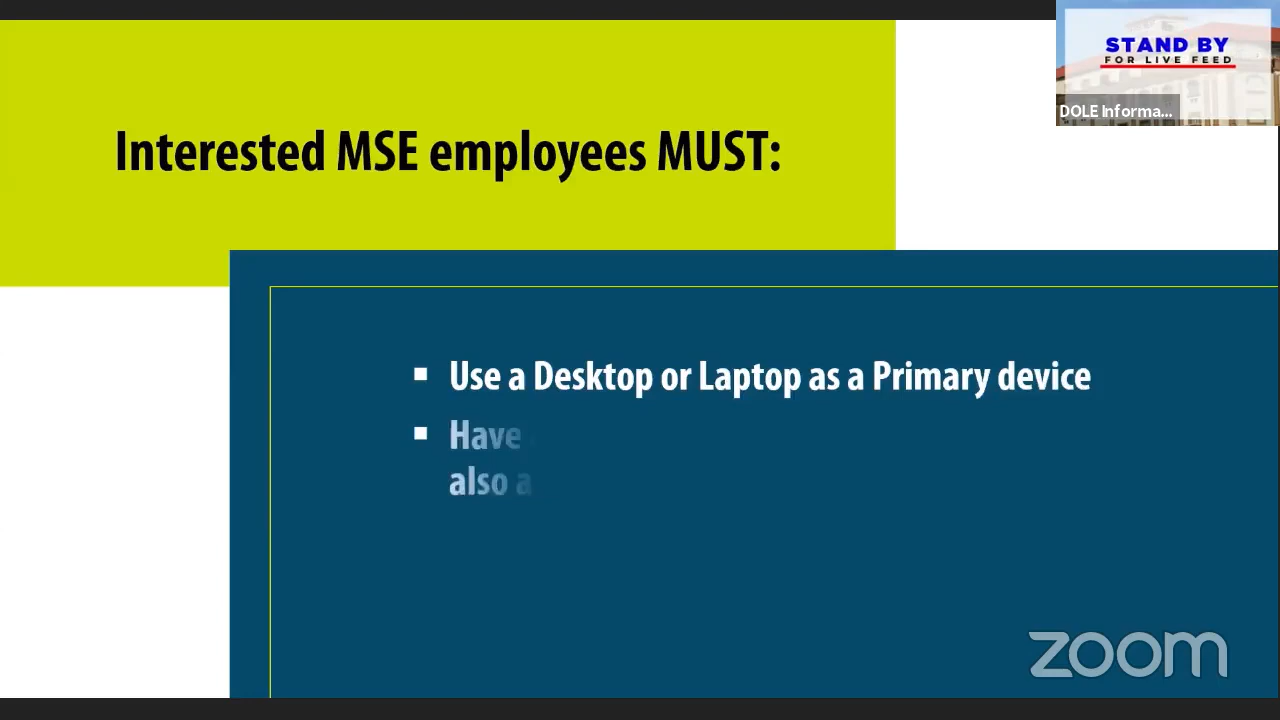 STAND BY
FOR LIVE FEED
DOLE Informa...
Interested MSE employees MUST:
▪ Use a Desktop or Laptop as a Primary device
▪ Have
also
zoom